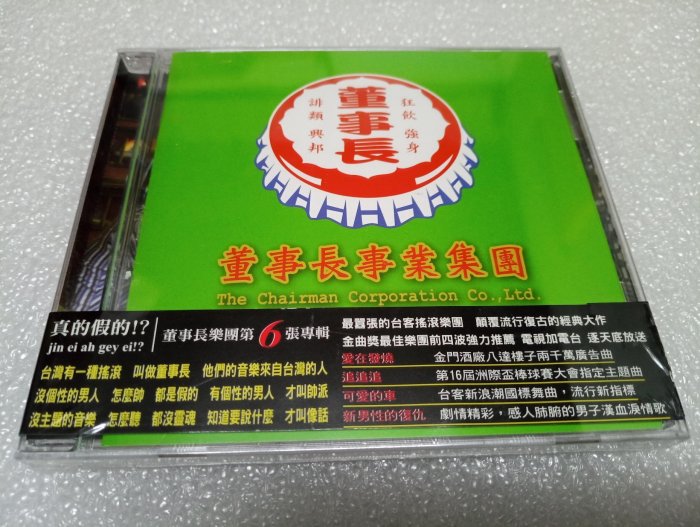 狂飲 強身
董事長
誹類 興邦
董事長事業集團
The Chairman Corporation Co.,Ltd.
真的假的!?
jin ei ah gey ei!?
董事長樂團第6張專輯
台灣有一種搖滾 叫做董事長 他們的音樂來自台灣的人
沒個性的男人 怎麼帥 都是假的 有個性的男人 才叫帥派
沒主題的音樂 怎麼聽 都沒靈魂 知道要說什麼 才叫像話
最囂張的台客搖滾樂團 顛覆流行復古的經典大作
金曲獎最佳樂團前四波強力推薦 電視加電台 逐天底放送
愛在發燒 金門酒廠八達樓子兩千萬廣告曲
追追追 第16屆洲際盃棒球賽大會指定主題曲
可愛的車 台客新浪潮國標舞曲，流行新指標
新男性的復仇 劇情精彩，感人肺腑的男子漢血淚情歌